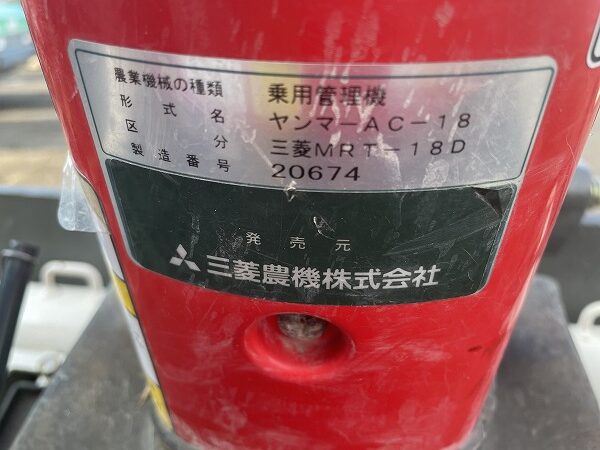 農業機械の種類 乗用管理機
形式名 ヤンマーAC-18
区分 三菱MRT-18D
製造番号 20674
発売元
三菱農機株式会社